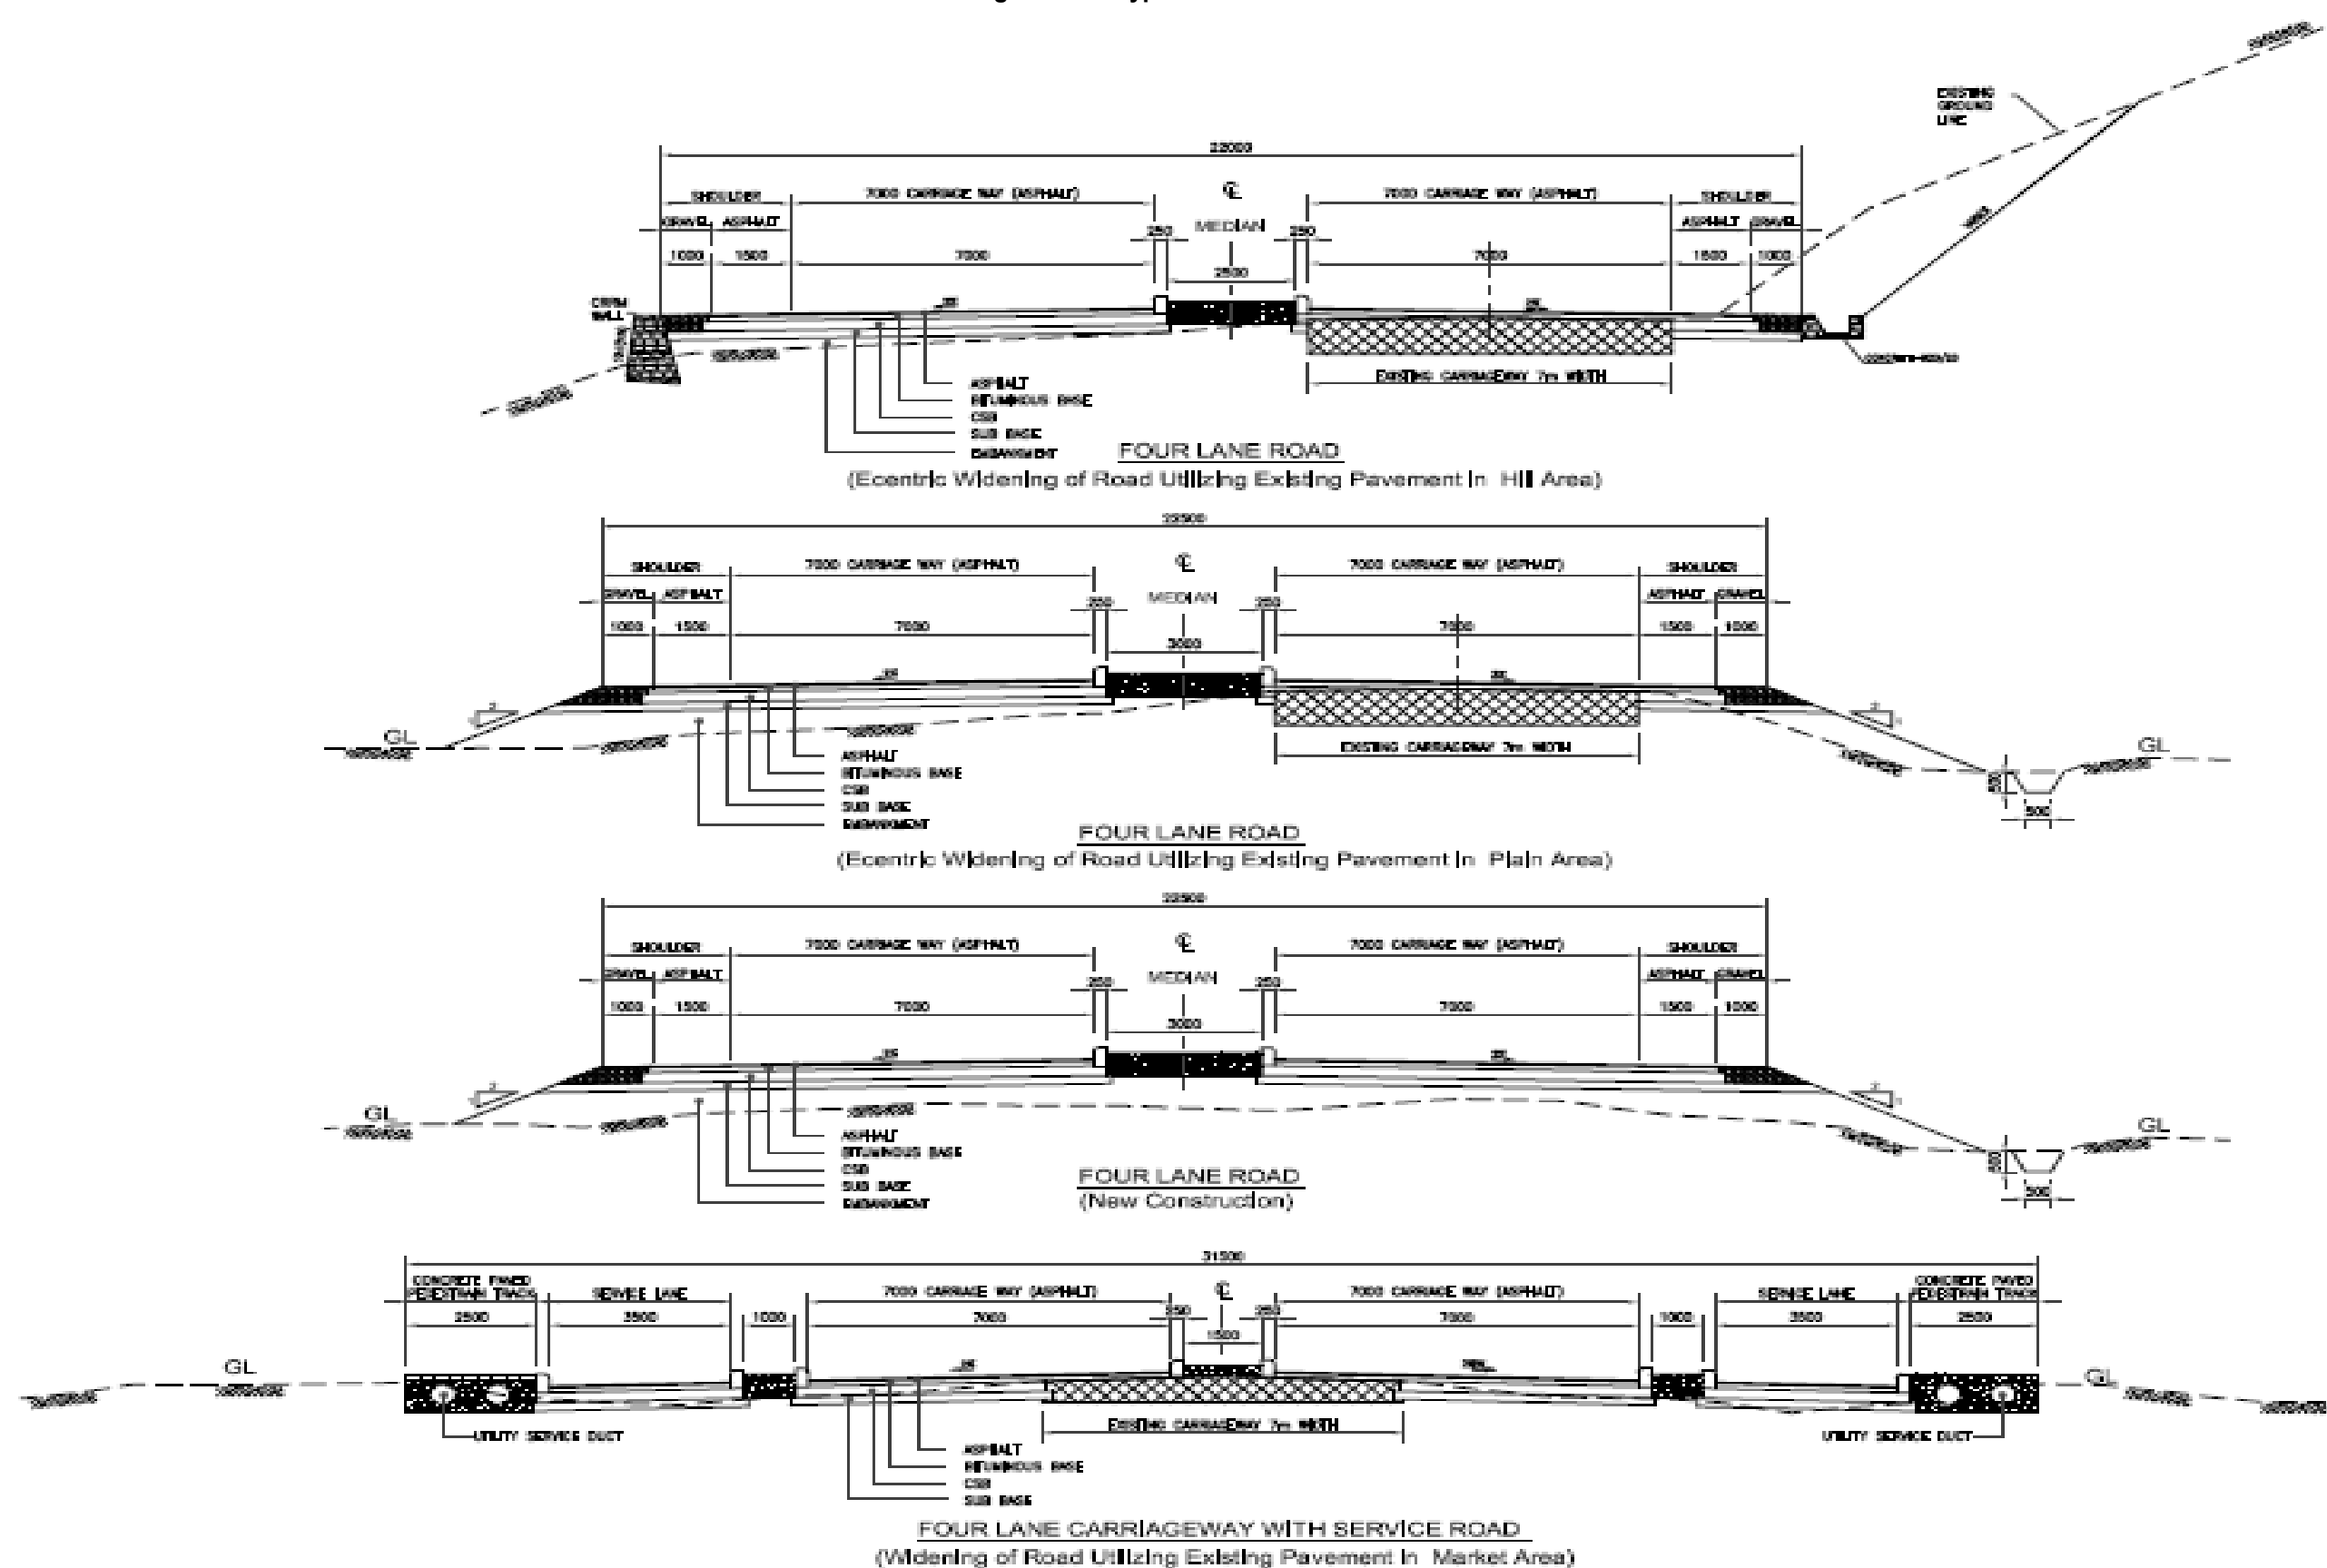 22000
SHOULDER 7000 CARRIAGE WAY (ASPHALT) ℄ 7000 CARRIAGE WAY (ASPHALT) SHOULDER
GRAVEL ASPHALT 250 MEDIAN 250 ASPHALT GRAVEL
1000 1500 7000 2500 7000 1500 1000
EXISTING
GROUND
LINE
EXISTING CARRIAGEWAY 7m WIDTH
ASPHALT
BITUMINOUS BASE
CSB
SUB BASE
EMBANKMENT
FOUR LANE ROAD
(Ecentric Widening of Road Utilizing Existing Pavement in Hill Area)
22500
SHOULDER 7000 CARRIAGE WAY (ASPHALT) ℄ 7000 CARRIAGE WAY (ASPHALT) SHOULDER
GRAVEL ASPHALT 250 MEDIAN 250 ASPHALT GRAVEL
1000 1500 7000 3000 7000 1500 1000
GL GL
EXISTING CARRIAGEWAY 7m WIDTH
ASPHALT
BITUMINOUS BASE
CSB
SUB BASE
EMBANKMENT
500
FOUR LANE ROAD
(Ecentric Widening of Road Utilizing Existing Pavement in Plain Area)
22500
SHOULDER 7000 CARRIAGE WAY (ASPHALT) ℄ 7000 CARRIAGE WAY (ASPHALT) SHOULDER
GRAVEL ASPHALT 250 MEDIAN 250 ASPHALT GRAVEL
1000 1500 7000 3000 7000 1500 1000
GL GL
ASPHALT
BITUMINOUS BASE
CSB
SUB BASE
EMBANKMENT
FOUR LANE ROAD
(New Construction)
31500
CONCRETE PAVED
PEDESTRAIN TRACK SERVICE LANE 7000 CARRIAGE WAY (ASPHALT) ℄ 7000 CARRIAGE WAY (ASPHALT) SERVICE LANE CONCRETE PAVED
PEDESTRAIN TRACK
2500 3500 1000 7000 250 1500 250 7000 1000 3500 2500
GL GL
EXISTING CARRIAGEWAY 7m WIDTH
UTILITY SERVICE DUCT UTILITY SERVICE DUCT
ASPHALT
BITUMINOUS BASE
CSB
SUB BASE
FOUR LANE CARRIAGEWAY WITH SERVICE ROAD
(Widening of Road Utilizing Existing Pavement in Market Area)